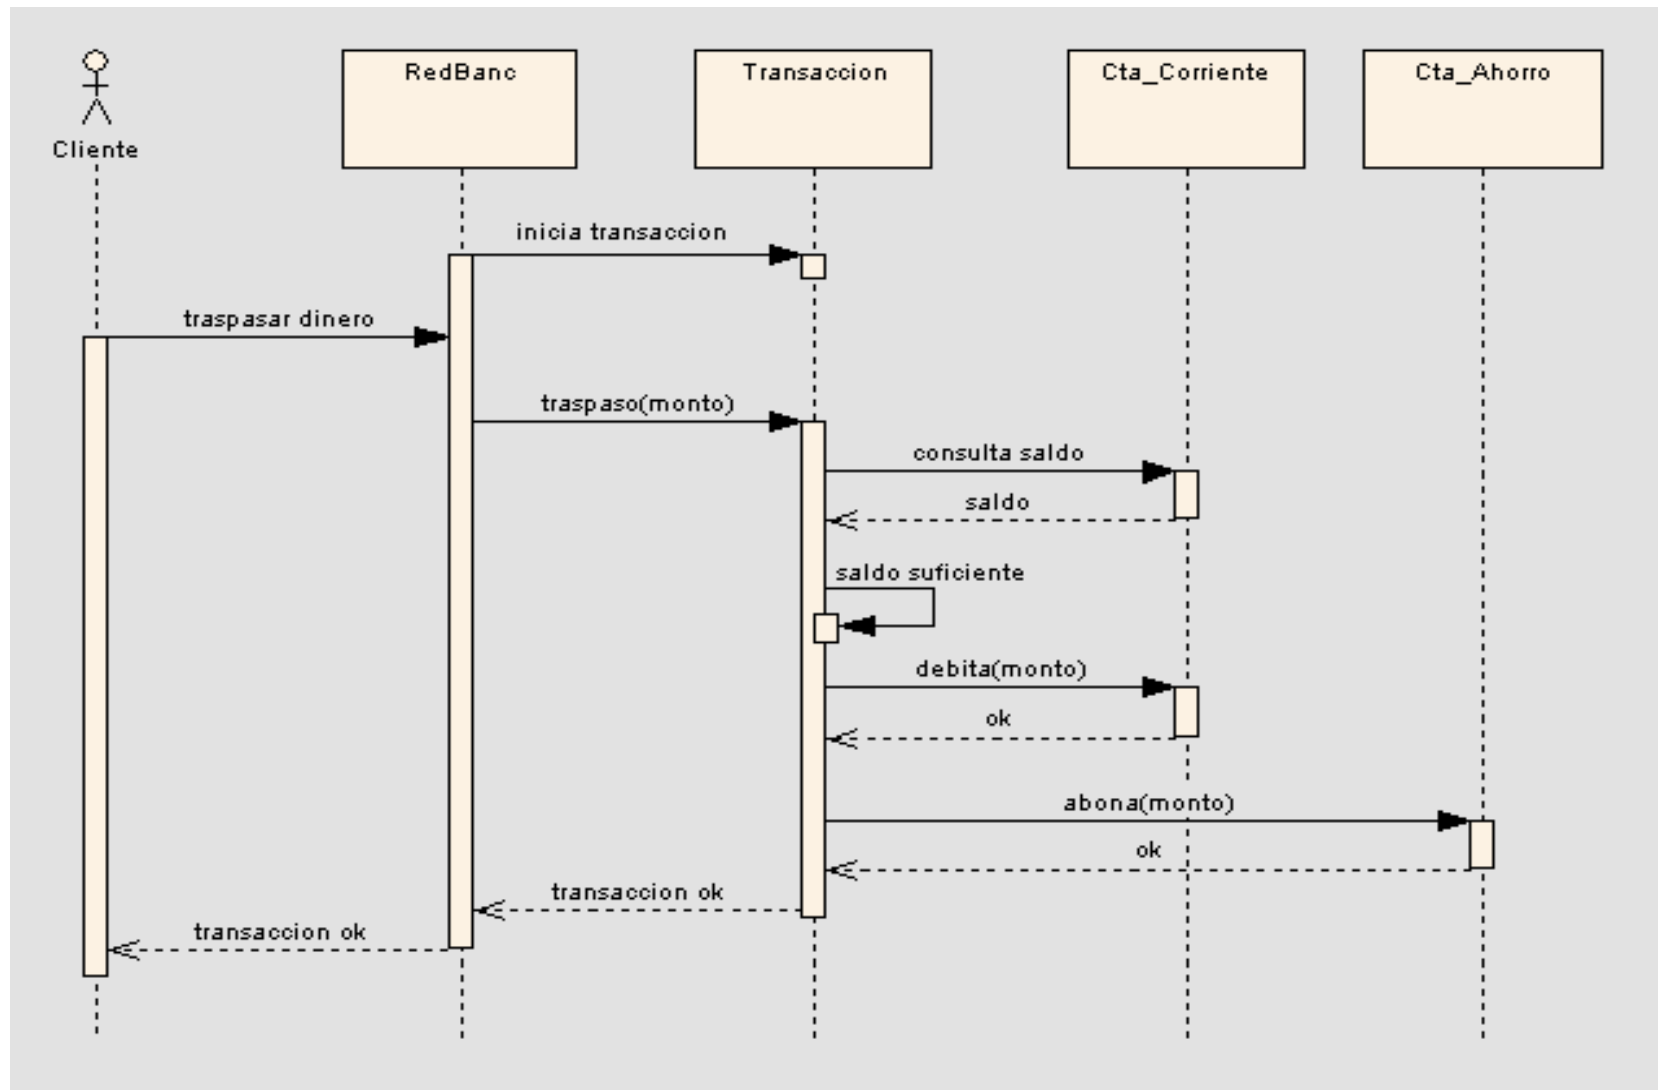 Cliente
RedBanc
Transaccion
Cta_Corriente
Cta_Ahorro
inicia transaccion
traspasar dinero
traspaso(monto)
consulta saldo
saldo
saldo suficiente
debita(monto)
ok
abona(monto)
ok
transaccion ok
transaccion ok